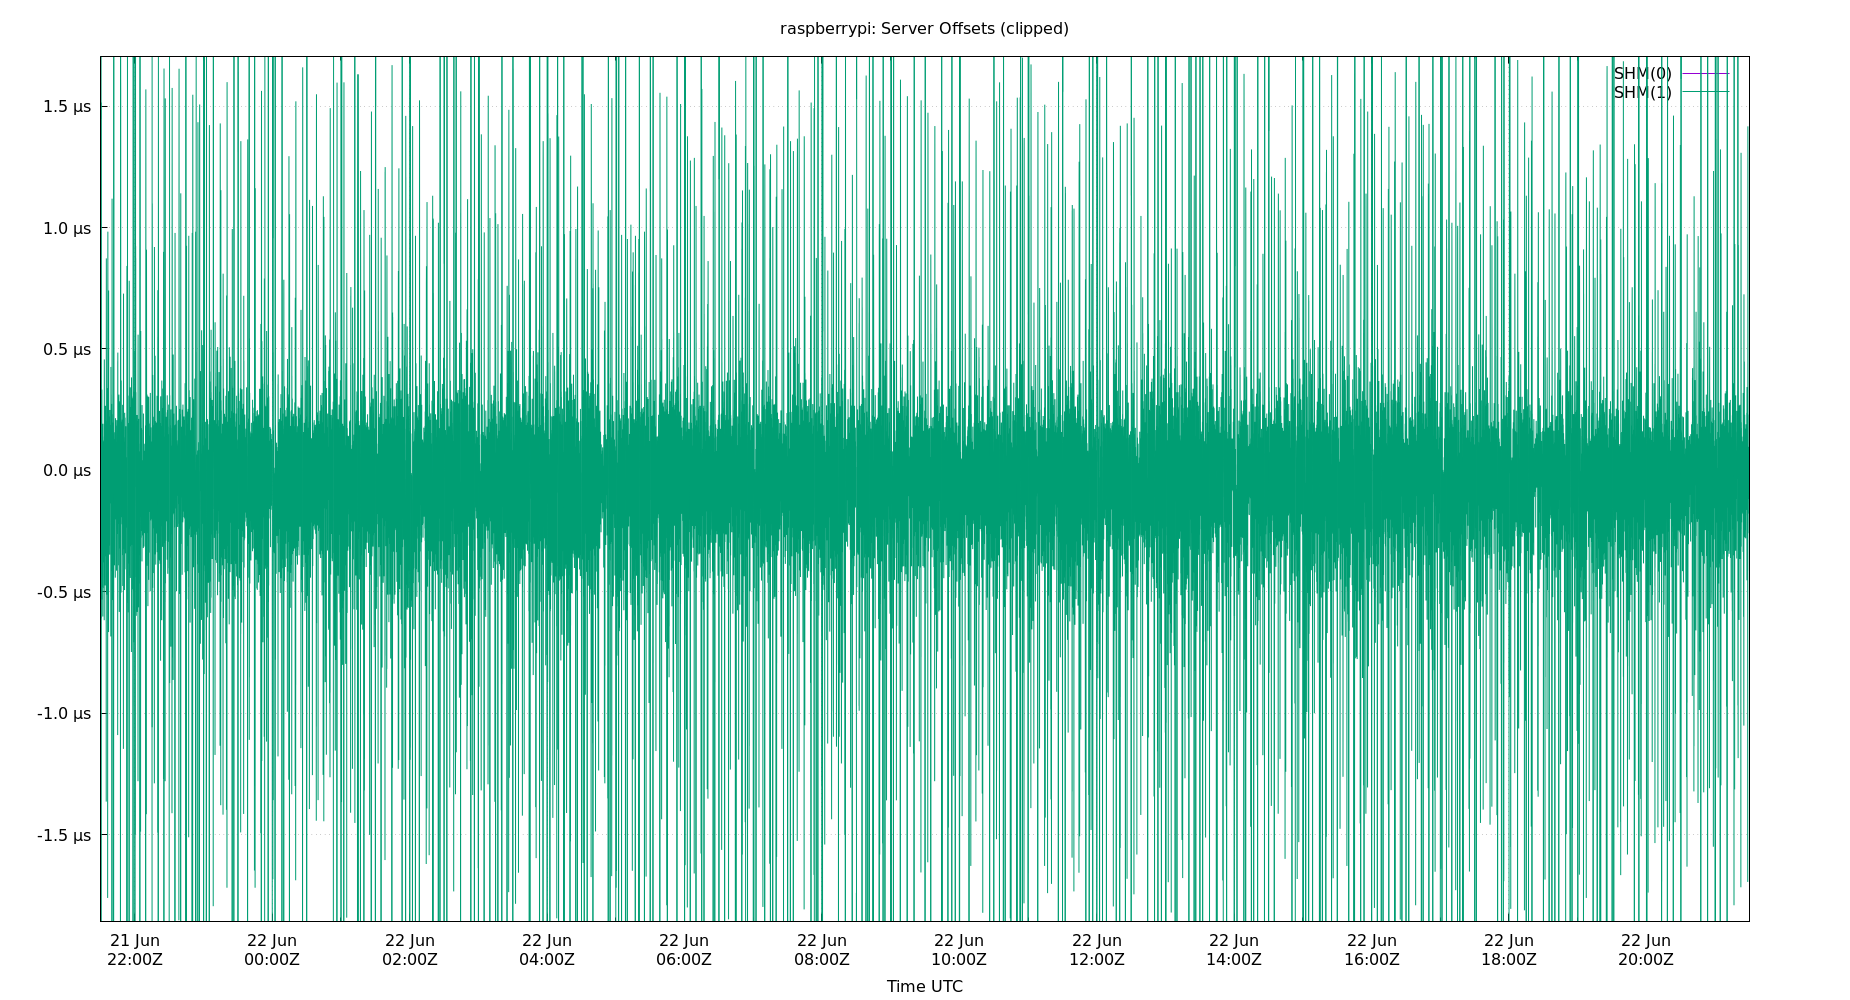 raspberrypi: Server Offsets (clipped)
SHM(0)
SHM(1)
1.5 µs
1.0 µs
0.5 µs
0.0 µs
-0.5 µs
-1.0 µs
-1.5 µs
21 Jun 22 Jun 22 Jun 22 Jun 22 Jun 22 Jun 22 Jun 22 Jun 22 Jun 22 Jun 22 Jun 22 Jun
22:00Z 00:00Z 02:00Z 04:00Z 06:00Z 08:00Z 10:00Z 12:00Z 14:00Z 16:00Z 18:00Z 20:00Z
Time UTC